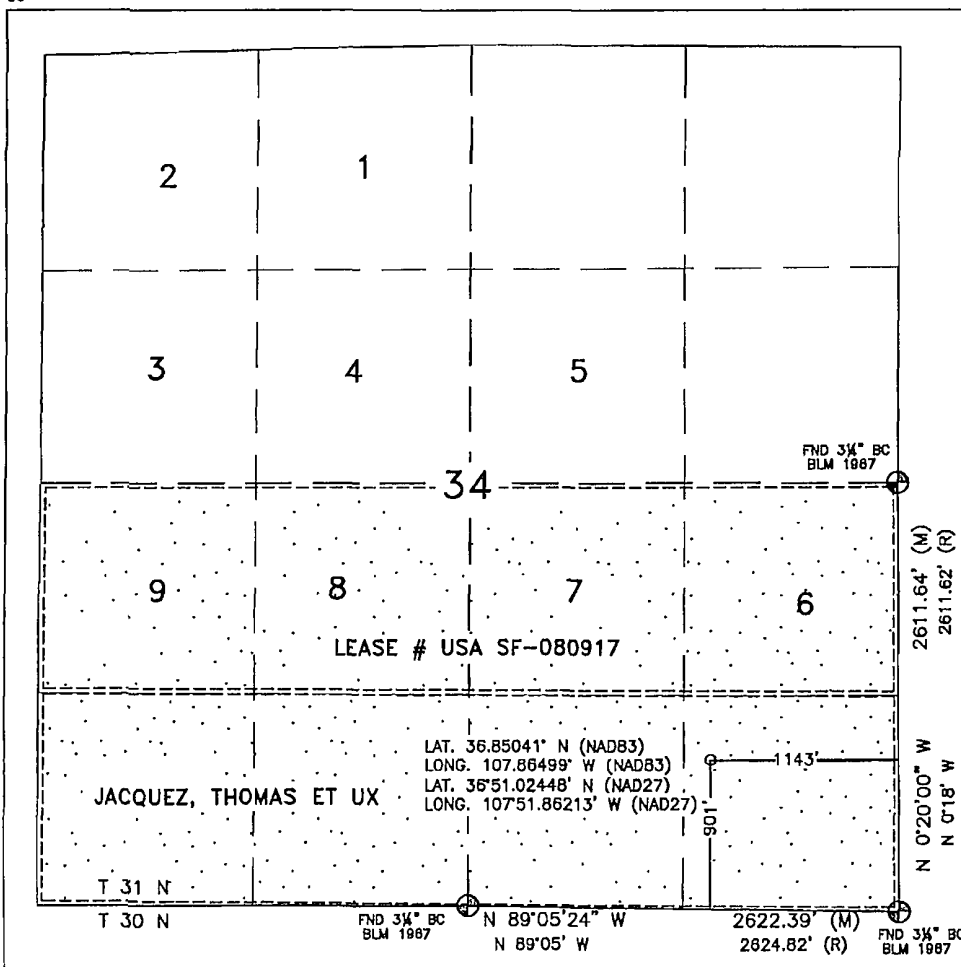 2
1
3
4
5
FND 3¼" BC
BLM 1967
34
2611.64' (M)
2611.62' (R)
9
8
7
6
LEASE # USA SF-080917
LAT. 36.85041° N (NAD83)
LONG. 107.86499° W (NAD83)
LAT. 36°51.02448' N (NAD27)
LONG. 107°51.86213' W (NAD27)
1143'
901'
N 0°20'00" W
N 0°18' W
JACQUEZ, THOMAS ET UX
T 31 N
T 30 N
FND 3¼" BC
BLM 1967
N 89°05'24" W
N 89°05' W
2622.39' (M)
2624.82' (R)
FND 3¼" BC
BLM 1967